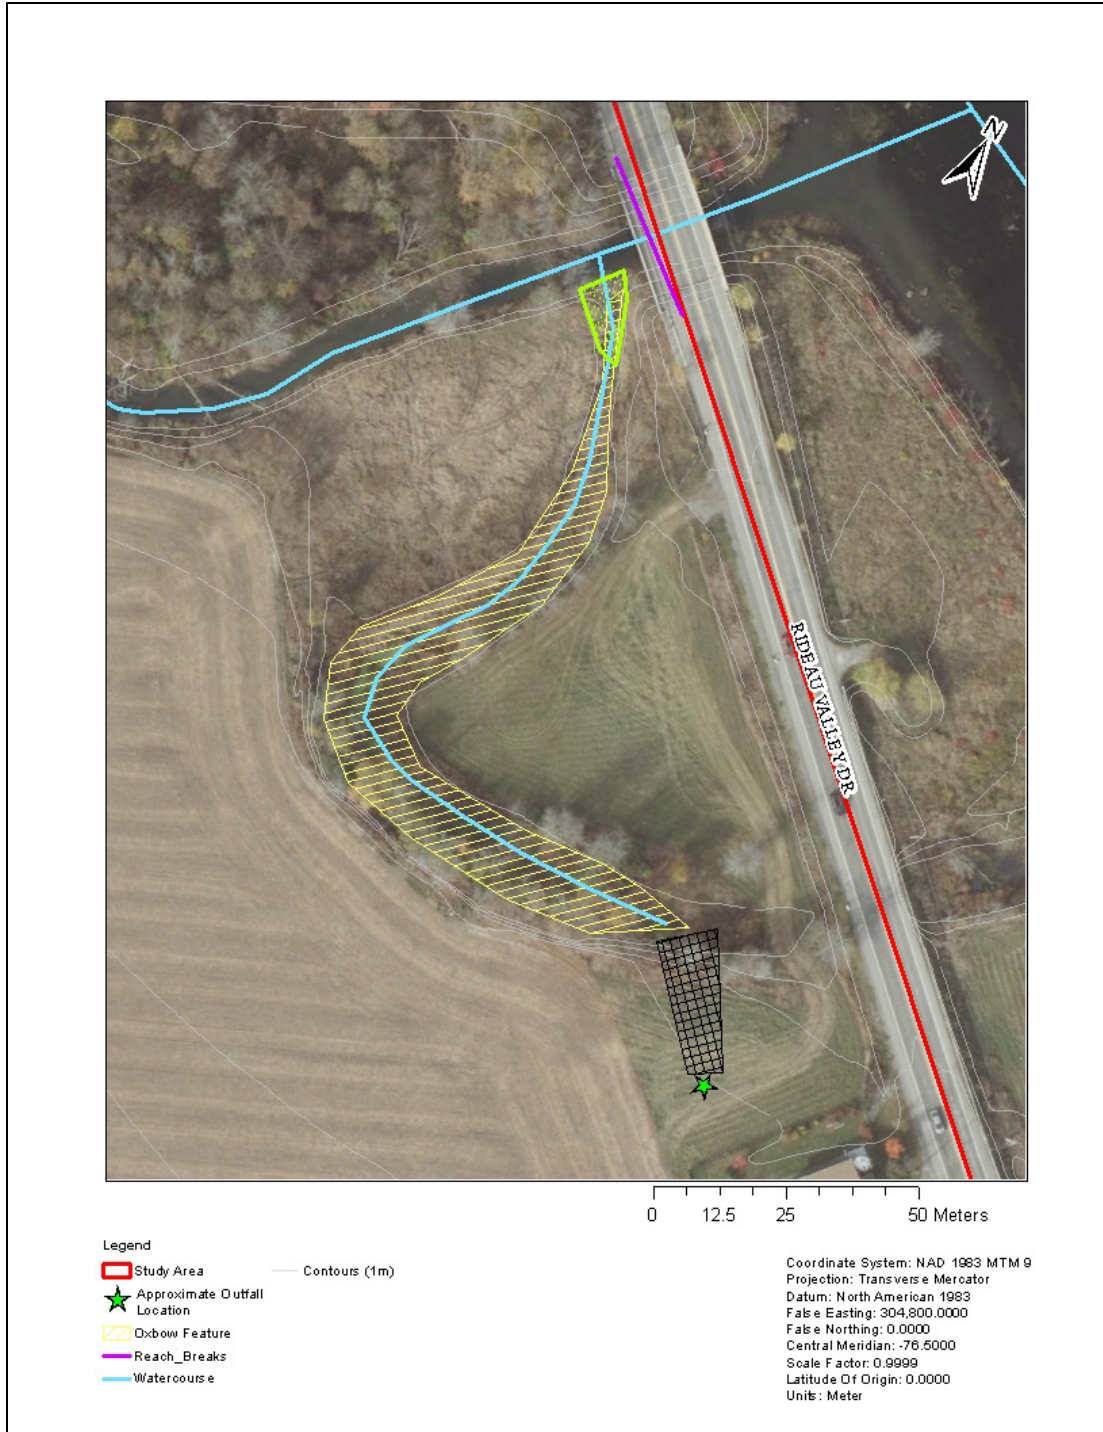 N
RIDEAU VALLEY DR
0 12.5 25 50 Meters
Legend
Study Area
Contours (1m)
Approximate Outfall
Location
Oxbow Feature
Reach_Breaks
Watercourse
Coordinate System: NAD 1983 MTM 9
Projection: Transverse Mercator
Datum: North American 1983
False Easting: 304,800.0000
False Northing: 0.0000
Central Meridian: -76.5000
Scale Factor: 0.9999
Latitude Of Origin: 0.0000
Units: Meter